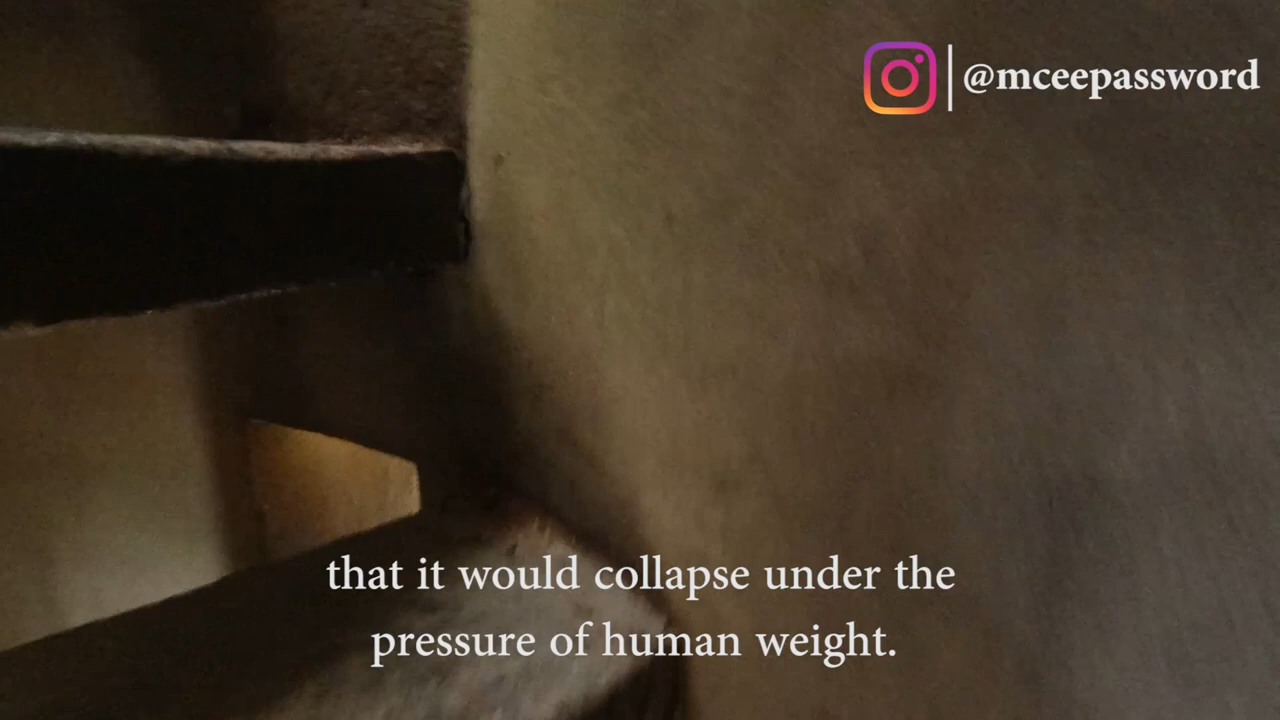 @mceepassword
that it would collapse under the
pressure of human weight.